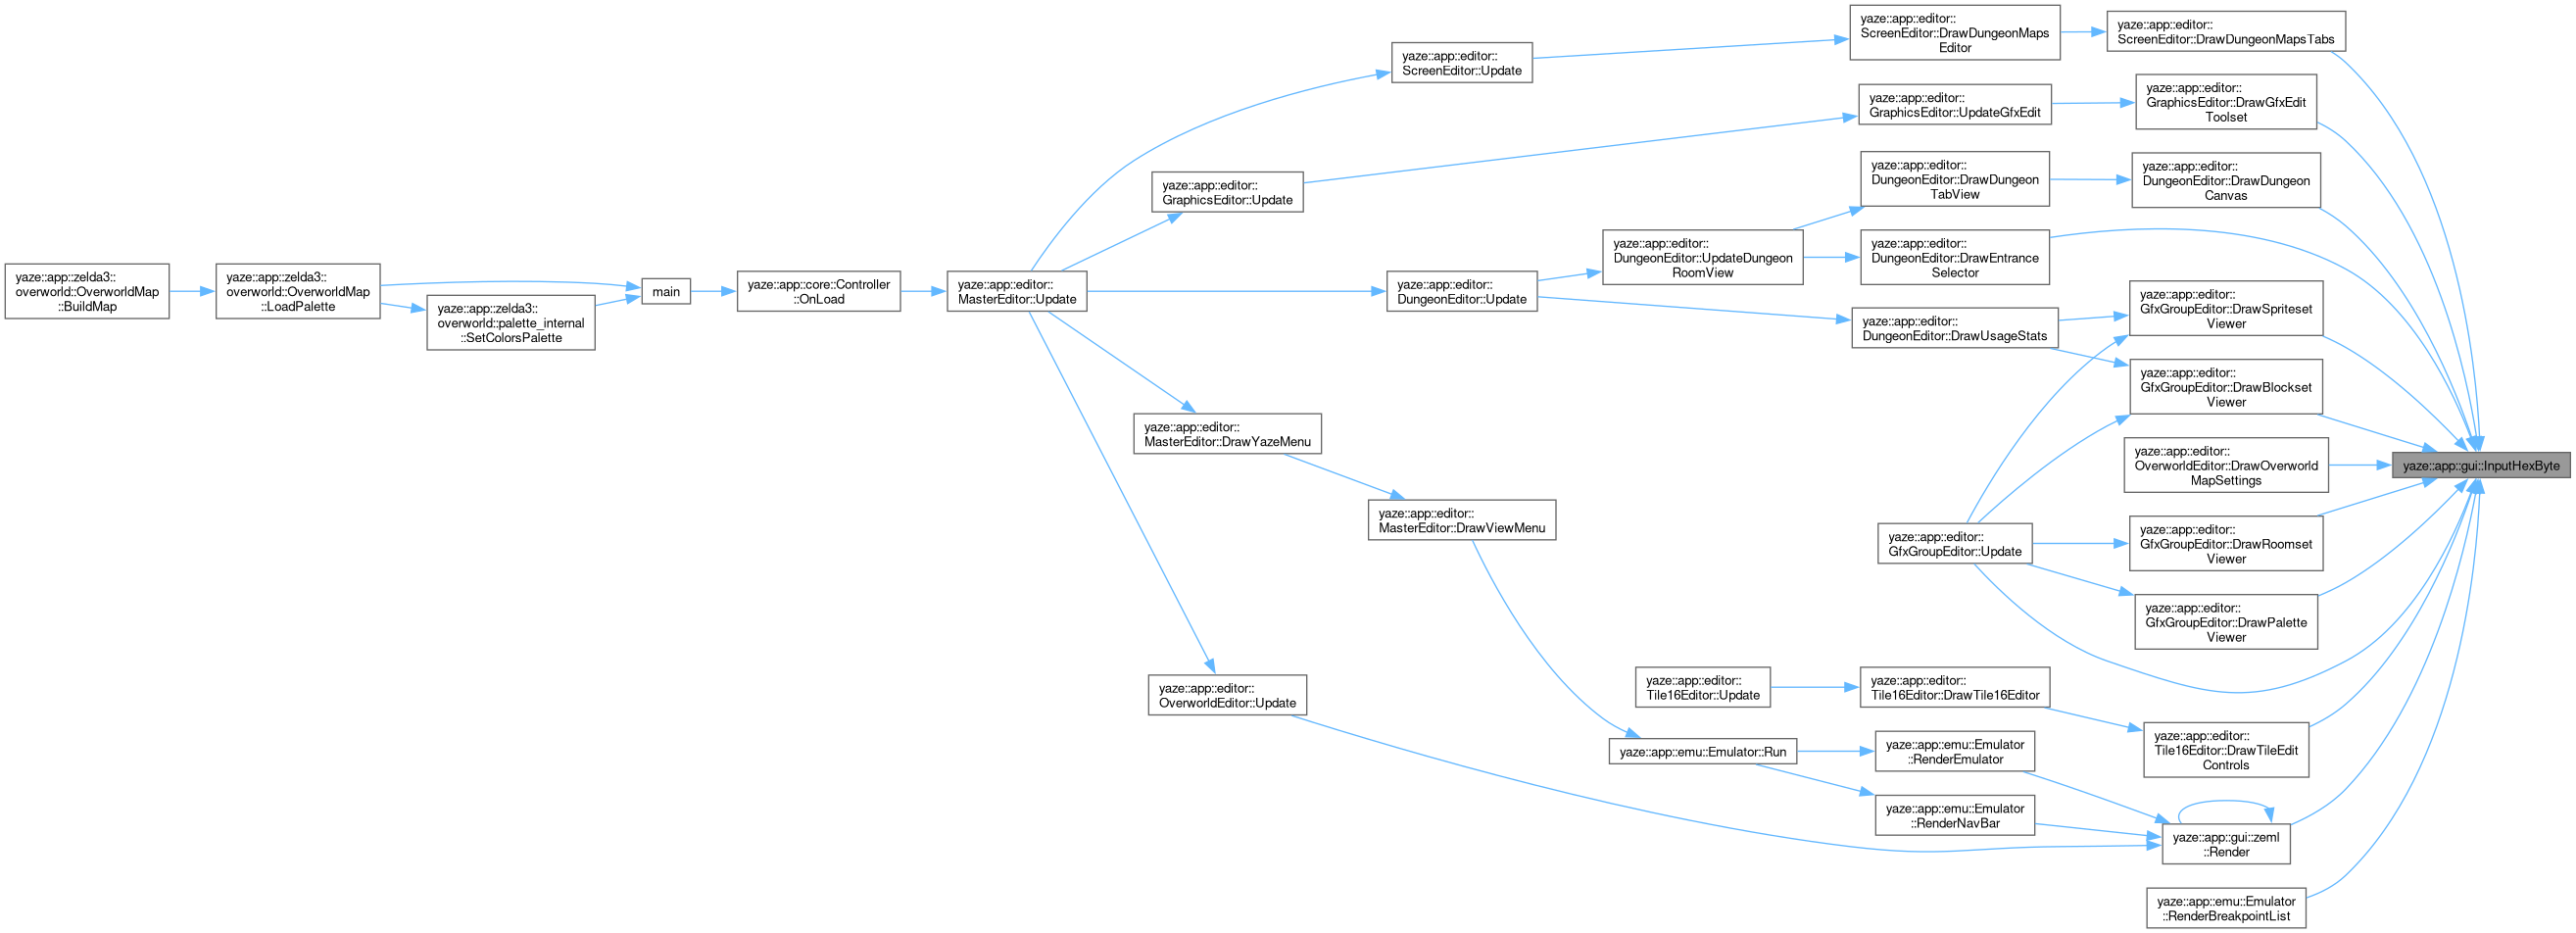 yaze::app::zelda3::
overworld::OverworldMap
::BuildMap
yaze::app::zelda3::
overworld::OverworldMap
::LoadPalette
yaze::app::zelda3::
overworld::palette_internal
::SetColorsPalette
main
yaze::app::core::Controller
::OnLoad
yaze::app::editor::
MasterEditor::Update
yaze::app::editor::
ScreenEditor::Update
yaze::app::editor::
GraphicsEditor::Update
yaze::app::editor::
DungeonEditor::Update
yaze::app::editor::
MasterEditor::DrawYazeMenu
yaze::app::editor::
MasterEditor::DrawViewMenu
yaze::app::editor::
OverworldEditor::Update
yaze::app::editor::
ScreenEditor::DrawDungeonMaps
Editor
yaze::app::editor::
ScreenEditor::DrawDungeonMapsTabs
yaze::app::editor::
GraphicsEditor::UpdateGfxEdit
yaze::app::editor::
GraphicsEditor::DrawGfxEdit
Toolset
yaze::app::editor::
DungeonEditor::DrawDungeon
TabView
yaze::app::editor::
DungeonEditor::DrawDungeon
Canvas
yaze::app::editor::
DungeonEditor::UpdateDungeon
RoomView
yaze::app::editor::
DungeonEditor::DrawEntrance
Selector
yaze::app::editor::
DungeonEditor::DrawUsageStats
yaze::app::editor::
GfxGroupEditor::DrawSpriteset
Viewer
yaze::app::editor::
GfxGroupEditor::DrawBlockset
Viewer
yaze::app::editor::
OverworldEditor::DrawOverworld
MapSettings
yaze::app::gui::InputHexByte
yaze::app::editor::
GfxGroupEditor::Update
yaze::app::editor::
GfxGroupEditor::DrawRoomset
Viewer
yaze::app::editor::
GfxGroupEditor::DrawPalette
Viewer
yaze::app::editor::
Tile16Editor::Update
yaze::app::editor::
Tile16Editor::DrawTile16Editor
yaze::app::editor::
Tile16Editor::DrawTileEdit
Controls
yaze::app::emu::Emulator::Run
yaze::app::emu::Emulator
::RenderEmulator
yaze::app::emu::Emulator
::RenderNavBar
yaze::app::gui::zeml
::Render
yaze::app::emu::Emulator
::RenderBreakpointList